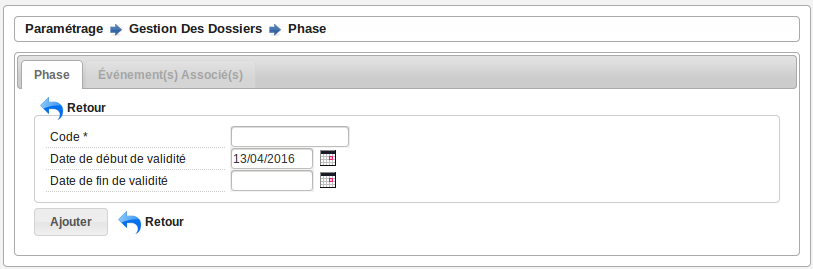 Paramétrage Gestion Des Dossiers Phase
Phase Événement(s) Associé(s)
Retour
Code *
Date de début de validité 13/04/2016
Date de fin de validité
Ajouter Retour